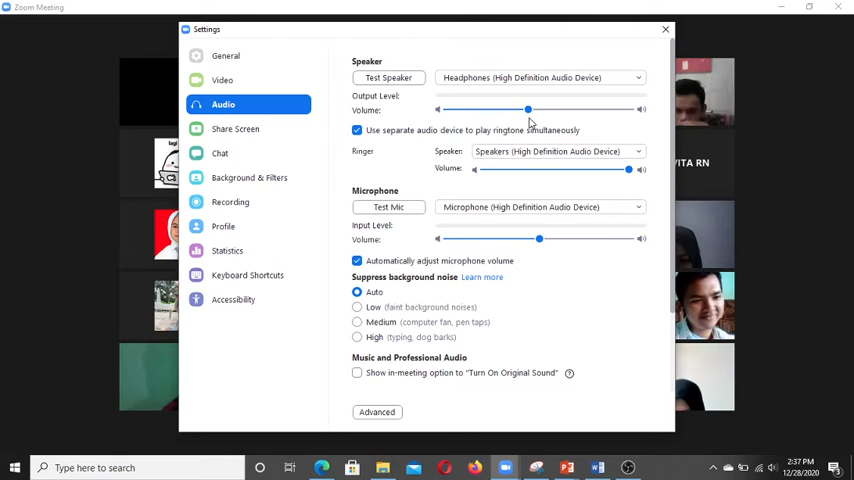 Zoom Meeting
Settings
General
Video
Audio
Share Screen
Chat
Background & Filters
Recording
Profile
Statistics
Keyboard Shortcuts
Accessibility
Speaker
Test Speaker
Headphones (High Definition Audio Device)
Output Level:
Volume:
Use separate audio device to play ringtone simultaneously
Ringer
Speaker:
Speakers (High Definition Audio Device)
Volume:
Microphone
Test Mic
Microphone (High Definition Audio Device)
Input Level:
Volume:
Automatically adjust microphone volume
Suppress background noise Learn more
Auto
Low (faint background noises)
Medium (computer fan, pen taps)
High (typing, dog barks)
Music and Professional Audio
Show in-meeting option to "Turn On Original Sound"
Advanced
lagi
VITA RN
Type here to search
2:37 PM
12/28/2020
3